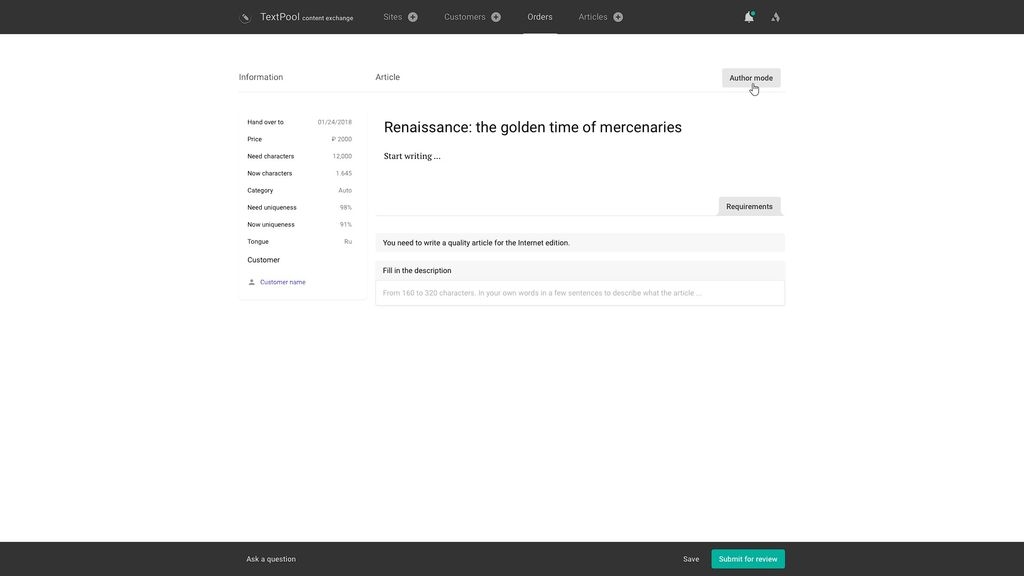 TextPool content exchange Sites Customers Orders Articles
Information Article Author mode
Hand over to 01/24/2018
Price ₽ 2000
Need characters 12,000
Now characters 1.645
Category Auto
Need uniqueness 98%
Now uniqueness 91%
Tongue Ru
Customer
Customer name
Renaissance: the golden time of mercenaries
Start writing ...
Requirements
You need to write a quality article for the Internet edition.
Fill in the description
From 160 to 320 characters. In your own words in a few sentences to describe what the article ...
Ask a question Save Submit for review